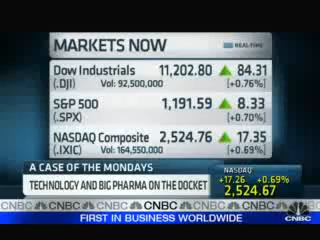 MARKETS NOW
REAL-TIME
Dow Industrials 11,202.80 84.31
(.DJI) Vol: 92,500,000 [+0.76%]
S&P 500 1,191.59 8.33
(.SPX) [+0.70%]
NASDAQ Composite 2,524.76 17.35
(.IXIC) Vol: 164,550,000 [+0.69%]
A CASE OF THE MONDAYS
TECHNOLOGY AND BIG PHARMA ON THE DOCKET
NASDAQ
+17.26 +0.69%
2,524.67
CNBC CNBC CNBC CNBC CNBC CNBC
FIRST IN BUSINESS WORLDWIDE
CNBC